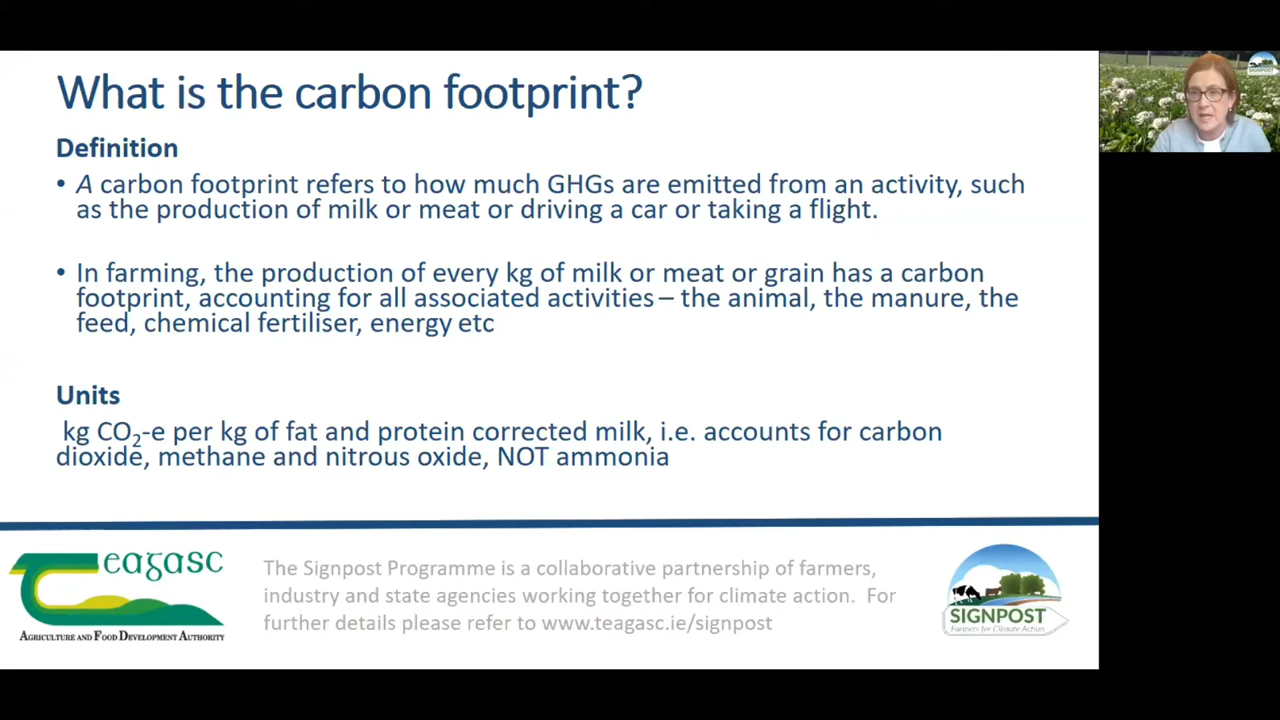 What is the carbon footprint?
SIGNPOST
Definition
• A carbon footprint refers to how much GHGs are emitted from an activity, such
as the production of milk or meat or driving a car or taking a flight.
• In farming, the production of every kg of milk or meat or grain has a carbon
footprint, accounting for all associated activities – the animal, the manure, the
feed, chemical fertiliser, energy etc
Units
kg CO₂-e per kg of fat and protein corrected milk, i.e. accounts for carbon
dioxide, methane and nitrous oxide, NOT ammonia
Teagasc
AGRICULTURE AND FOOD DEVELOPMENT AUTHORITY
The Signpost Programme is a collaborative partnership of farmers,
industry and state agencies working together for climate action. For
further details please refer to www.teagasc.ie/signpost
SIGNPOST
Farmers for Climate Action